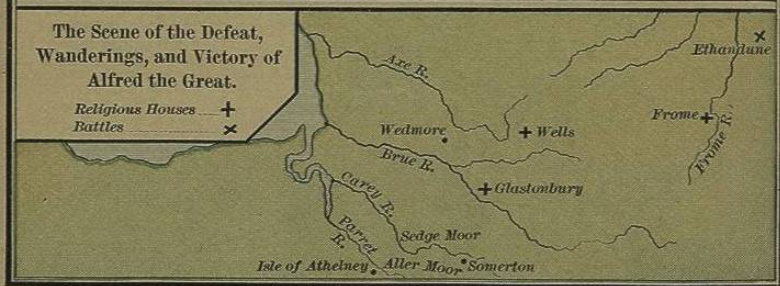 The Scene of the Defeat,
Wanderings, and Victory of
Alfred the Great.
Religious Houses +
Battles ×
Axe R.
Ethandune
Wedmore
Wells
Frome
Frome R.
Brue R.
Glastonbury
Carey R.
Parret
R.
Sedge Moor
Isle of Athelney
Aller Moor
Somerton